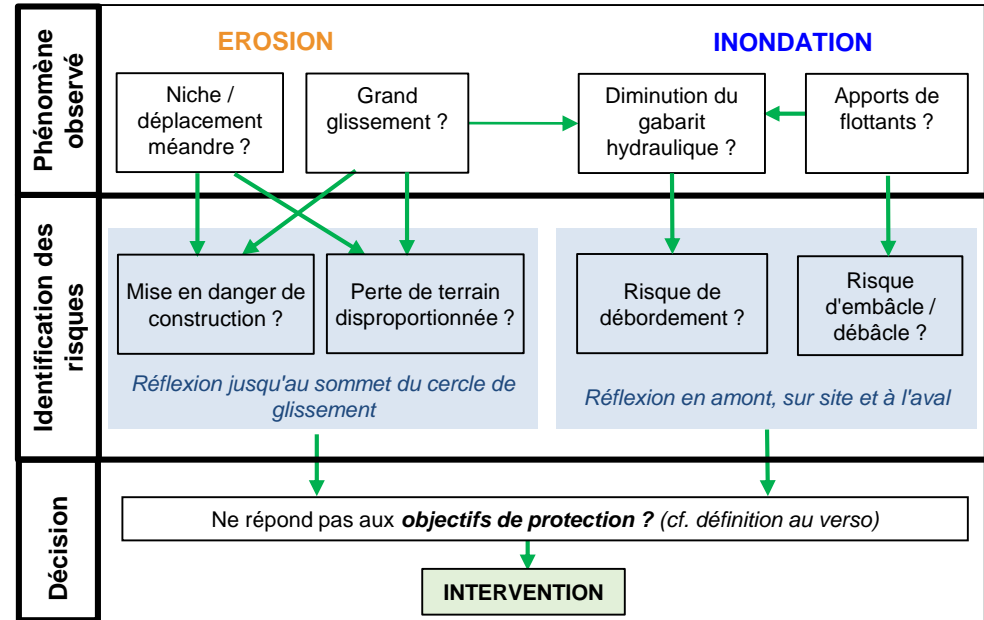 Phénomène
observé
EROSION
INONDATION
Niche /
déplacement
méandre ?
Grand
glissement ?
Diminution du
gabarit
hydraulique ?
Apports de
flottants ?
Identification des
risques
Mise en danger de
construction ?
Perte de terrain
disproportionnée ?
Risque de
débordement ?
Risque
d'embâcle /
débâcle ?
Réflexion jusqu'au sommet du cercle de
glissement
Réflexion en amont, sur site et à l'aval
Décision
Ne répond pas aux objectifs de protection ? (cf. définition au verso)
INTERVENTION